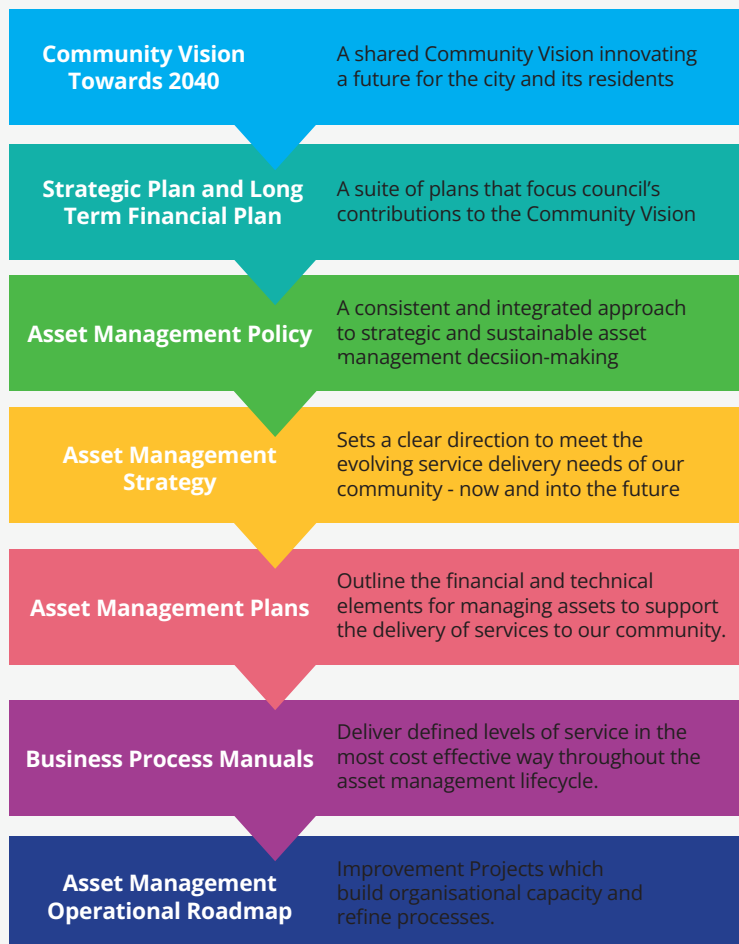 Community Vision
Towards 2040
A shared Community Vision innovating
a future for the city and its residents
Strategic Plan and Long
Term Financial Plan
A suite of plans that focus council’s
contributions to the Community Vision
Asset Management Policy
A consistent and integrated approach
to strategic and sustainable asset
management decsiion-making
Asset Management
Strategy
Sets a clear direction to meet the
evolving service delivery needs of our
community - now and into the future
Asset Management Plans
Outline the financial and technical
elements for managing assets to support
the delivery of services to our community.
Business Process Manuals
Deliver defined levels of service in the
most cost effective way throughout the
asset management lifecycle.
Asset Management
Operational Roadmap
Improvement Projects which
build organisational capacity and
refine processes.